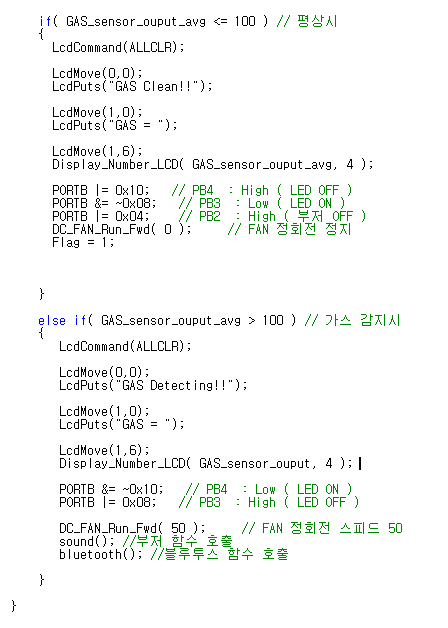 if( GAS_sensor_ouput_avg <= 100 ) // 평상시
{
LcdCommand(ALLCLR);
LcdMove(0,0);
LcdPuts("GAS Clean!!");
LcdMove(1,0);
LcdPuts("GAS = ");
LcdMove(1,6);
Display_Number_LCD( GAS_sensor_ouput_avg, 4 );
PORTB |= 0x10; // PB4 : High ( LED OFF )
PORTB &= ~0x08; // PB3 : Low ( LED ON )
PORTB |= 0x04; // PB2 : High ( 부저 OFF )
DC_FAN_Run_Fwd( 0 ); // FAN 정회전 정지
Flag = 1;
}
else if( GAS_sensor_ouput_avg > 100 ) // 가스 감지시
{
LcdCommand(ALLCLR);
LcdMove(0,0);
LcdPuts("GAS Detecting!!");
LcdMove(1,0);
LcdPuts("GAS = ");
LcdMove(1,6);
Display_Number_LCD( GAS_sensor_ouput, 4 );
PORTB &= ~0x10; // PB4 : Low ( LED ON )
PORTB |= 0x08; // PB3 : High ( LED OFF )
DC_FAN_Run_Fwd( 50 ); // FAN 정회전 스피드 50
sound(); //부저 함수 호출
bluetooth(); //블루투스 함수 호출
}
}